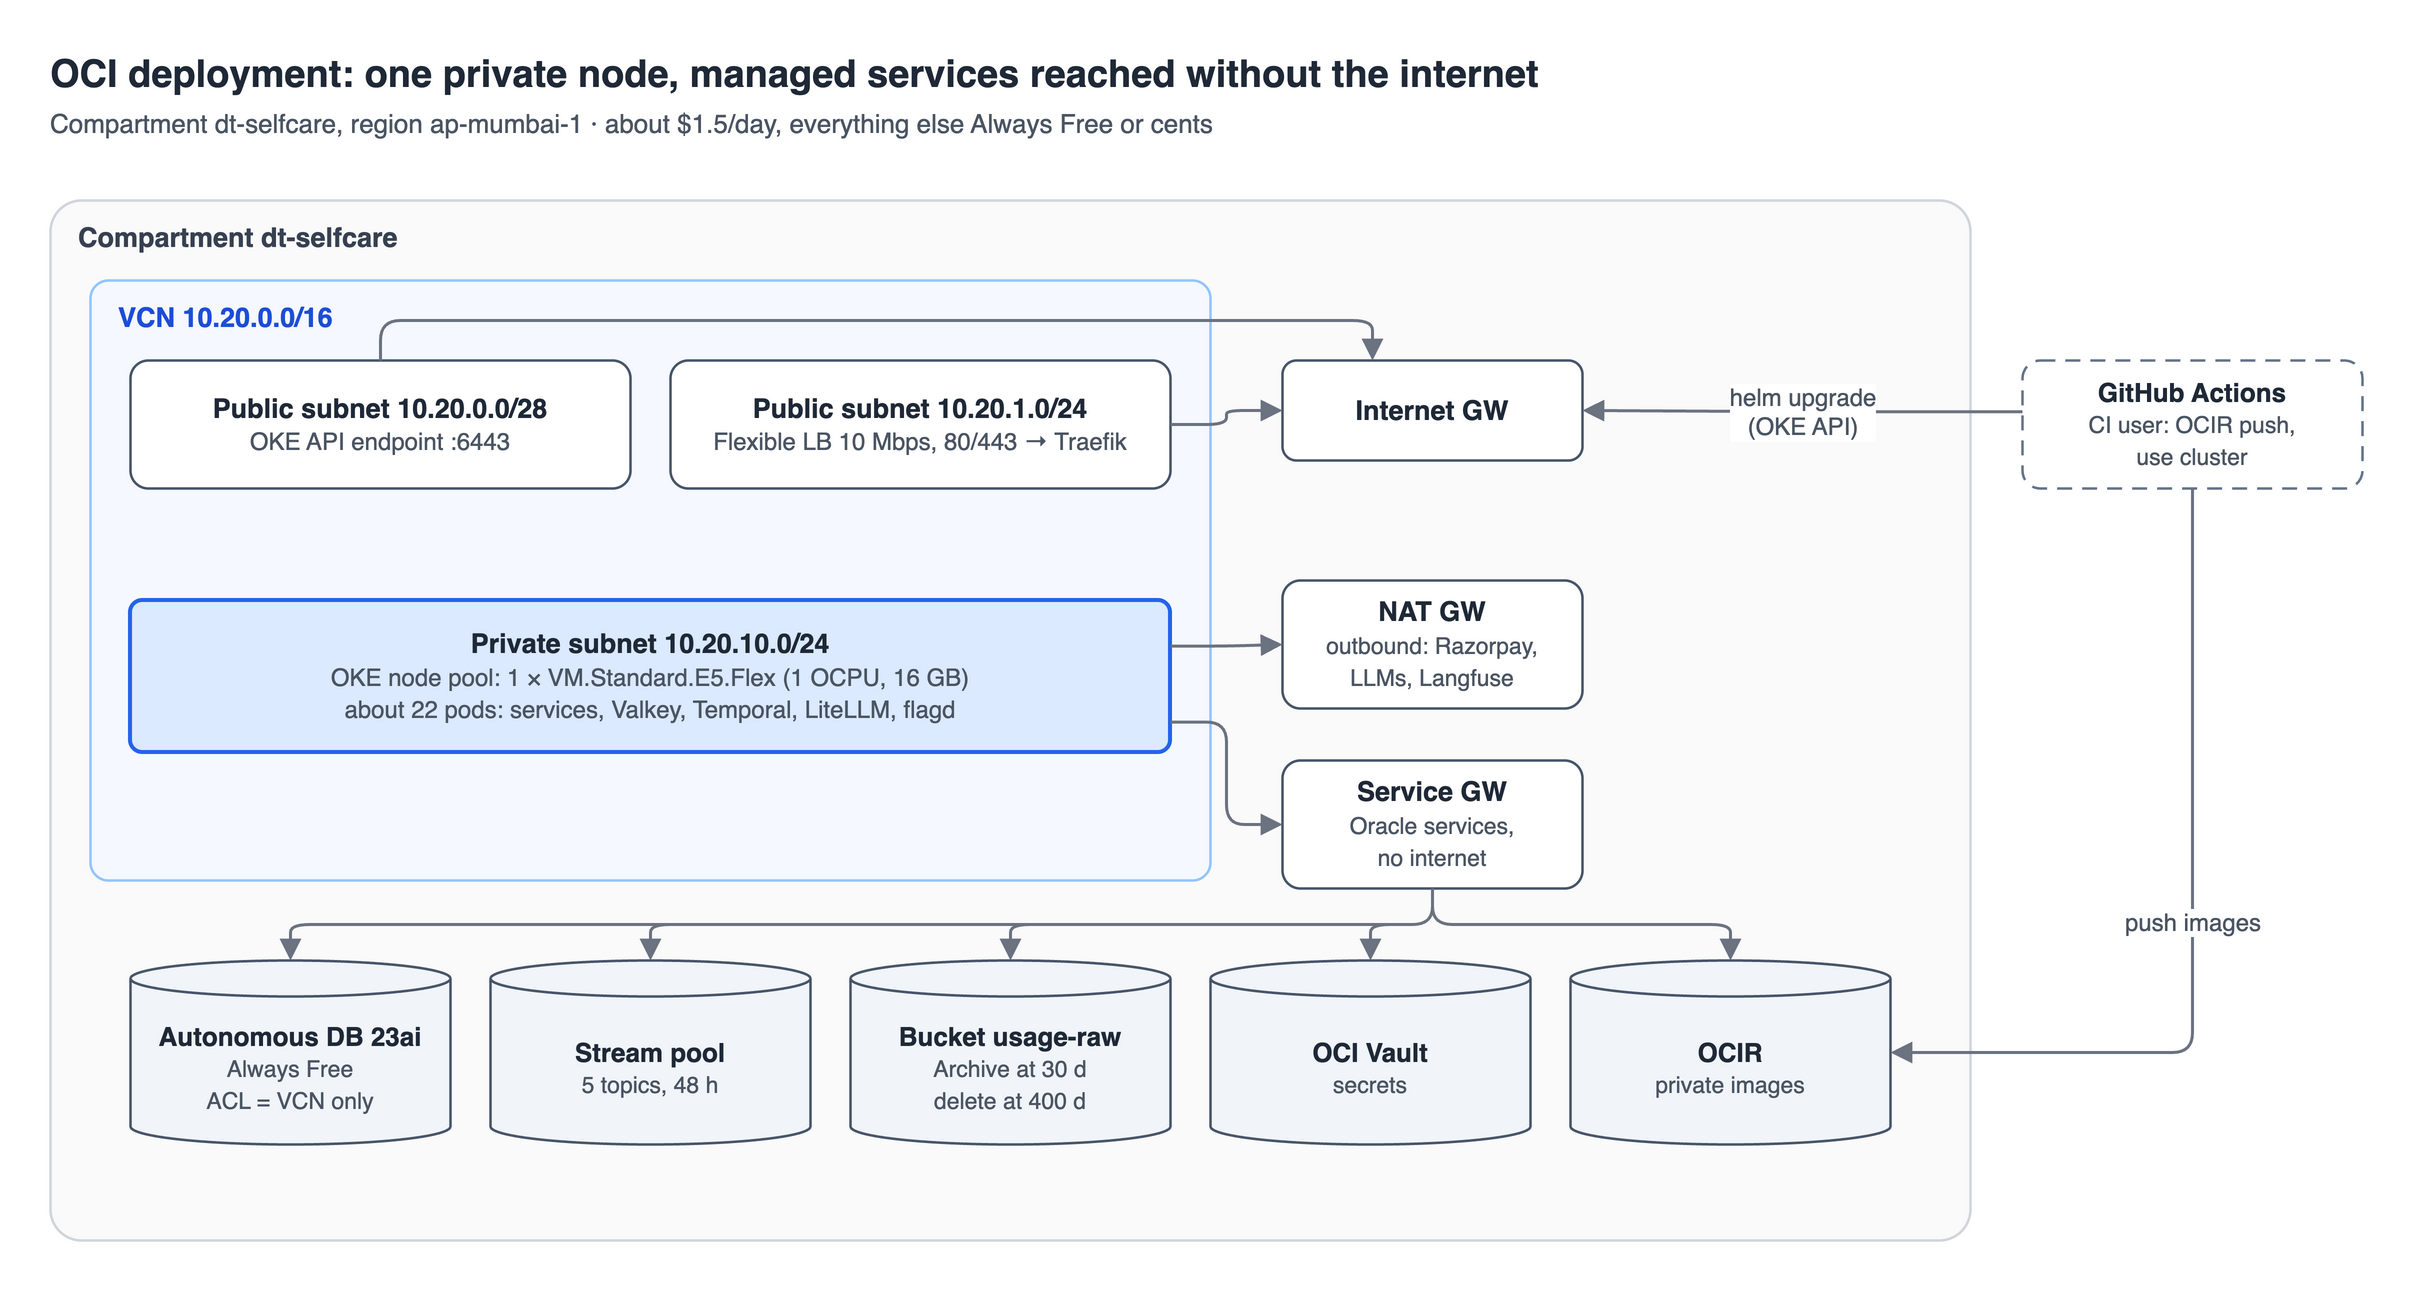 OCI deployment: one private node, managed services reached without the internet
Compartment dt-selfcare, region ap-mumbai-1 · about $1.5/day, everything else Always Free or cents
Compartment dt-selfcare
VCN 10.20.0.0/16
Public subnet 10.20.0.0/28
OKE API endpoint :6443
Public subnet 10.20.1.0/24
Flexible LB 10 Mbps, 80/443 → Traefik
Internet GW
helm upgrade
(OKE API)
GitHub Actions
CI user: OCIR push,
use cluster
Private subnet 10.20.10.0/24
OKE node pool: 1 × VM.Standard.E5.Flex (1 OCPU, 16 GB)
about 22 pods: services, Valkey, Temporal, LiteLLM, flagd
NAT GW
outbound: Razorpay,
LLMs, Langfuse
Service GW
Oracle services,
no internet
push images
Autonomous DB 23ai
Always Free
ACL = VCN only
Stream pool
5 topics, 48 h
Bucket usage-raw
Archive at 30 d
delete at 400 d
OCI Vault
secrets
OCIR
private images